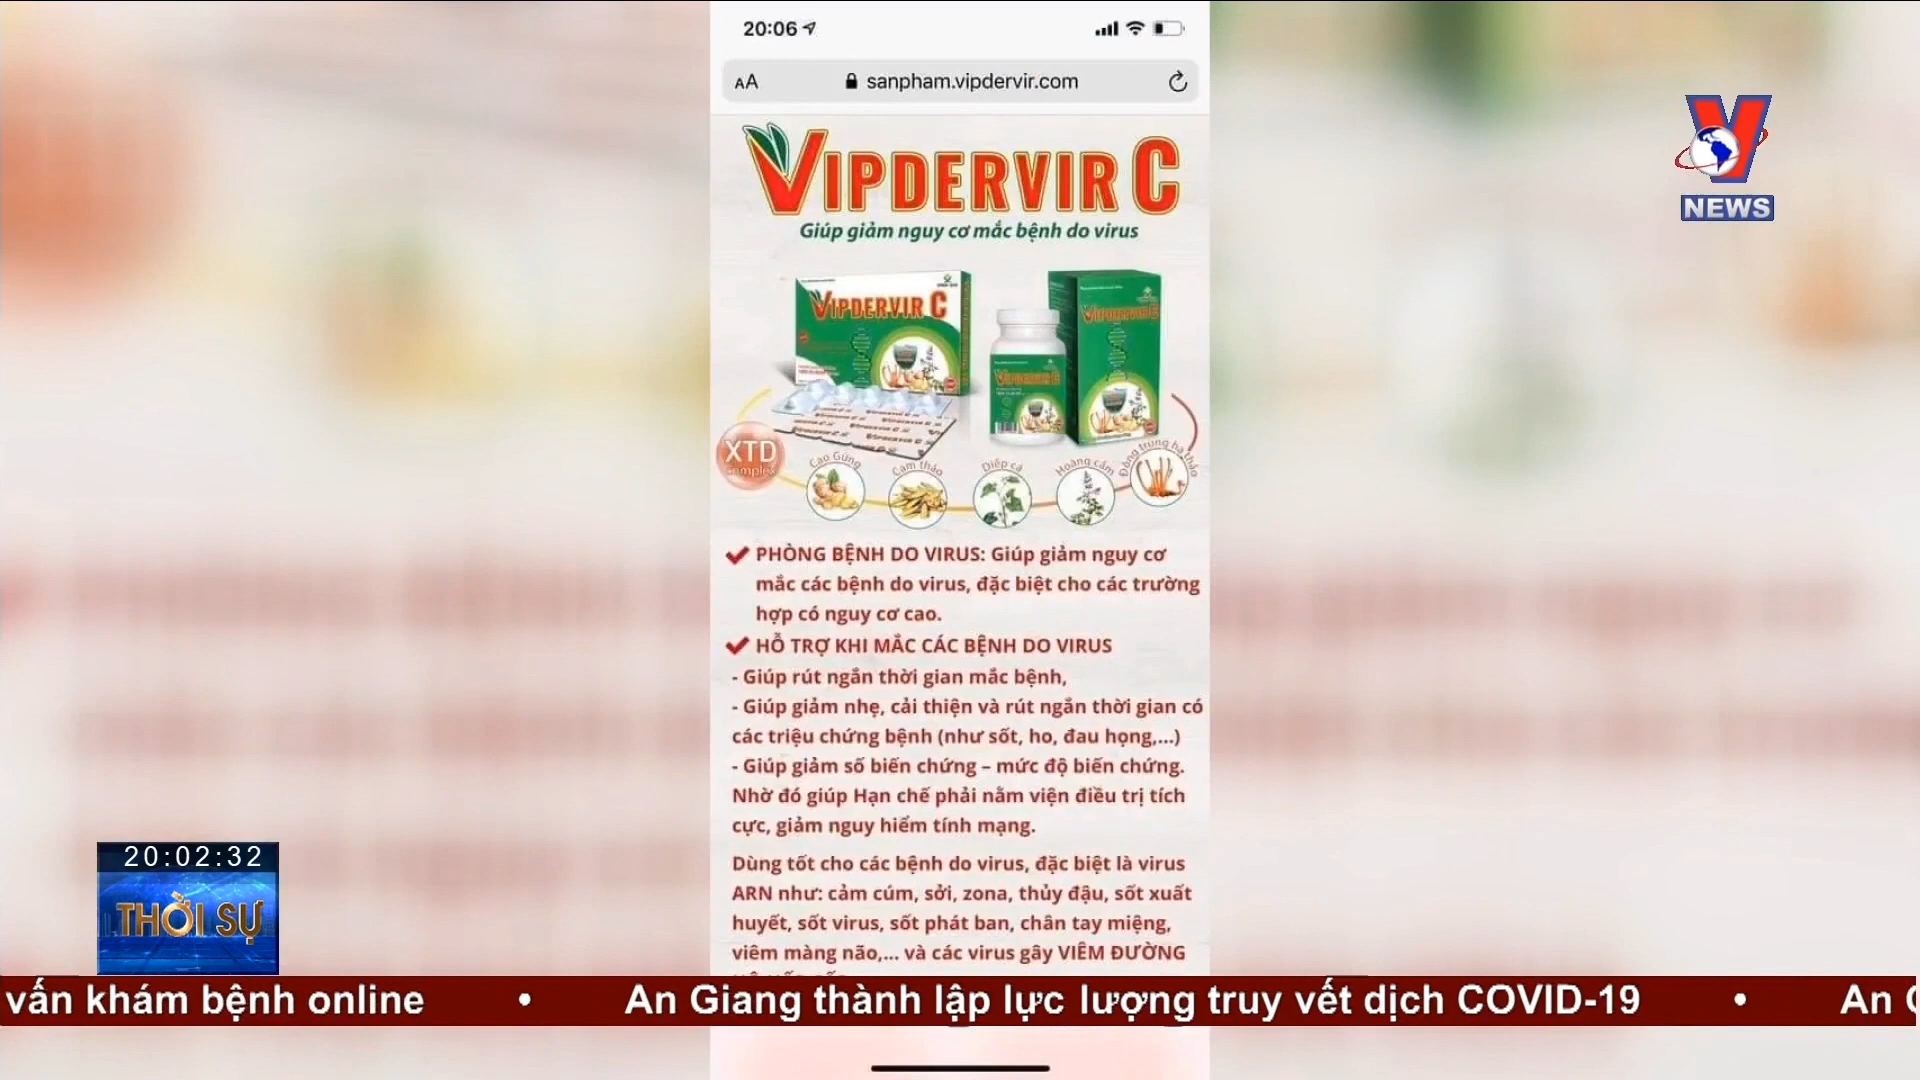 20:06
AA sanpham.vipdervir.com
VIPDERVIR C
Giúp giảm nguy cơ mắc bệnh do virus
NEWS
VIPDERVIR C
VIPDERVIR C
VIPDERVIR C
XTD
Complex
Cao Gừng
Cam thảo
Diếp cá
Hoàng cầm
Đông trùng hạ thảo
PHÒNG BỆNH DO VIRUS: Giúp giảm nguy cơ
mắc các bệnh do virus, đặc biệt cho các trường
hợp có nguy cơ cao.
HỖ TRỢ KHI MẮC CÁC BỆNH DO VIRUS
- Giúp rút ngắn thời gian mắc bệnh,
- Giúp giảm nhẹ, cải thiện và rút ngắn thời gian có
các triệu chứng bệnh (như sốt, ho, đau họng,...)
- Giúp giảm số biến chứng – mức độ biến chứng.
Nhờ đó giúp Hạn chế phải nằm viện điều trị tích
cực, giảm nguy hiểm tính mạng.
Dùng tốt cho các bệnh do virus, đặc biệt là virus
ARN như: cảm cúm, sởi, zona, thủy đậu, sốt xuất
huyết, sốt virus, sốt phát ban, chân tay miệng,
viêm màng não,... và các virus gây VIÊM ĐƯỜNG
20:02:32
THỜI SỰ
vấn khám bệnh online • An Giang thành lập lực lượng truy vết dịch COVID-19 • An